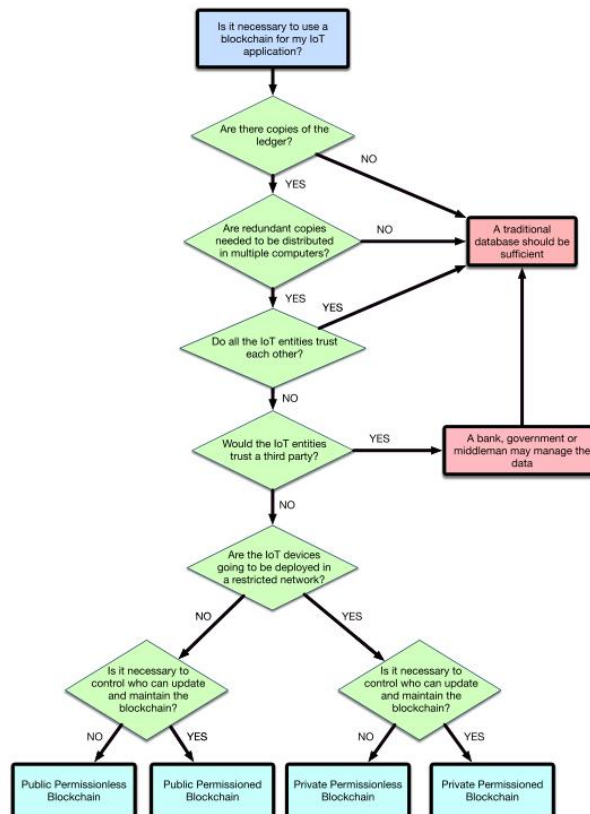 Is it necessary to use a
blockchain for my IoT
application?
Are there copies of the
ledger?
NO
YES
Are redundant copies
needed to be distributed
in multiple computers?
NO
A traditional
database should be
sufficient
YES
YES
Do all the IoT entities trust
each other?
NO
Would the IoT entities
trust a third party?
YES
A bank, government or
middleman may manage the
data
NO
Are the IoT devices
going to be deployed in
a restricted network?
NO
YES
Is it necessary to
control who can update
and maintain the
blockchain?
Is it necessary to
control who can update
and maintain the
blockchain?
NO
YES
NO
YES
Public Permissionless
Blockchain
Public Permissioned
Blockchain
Private Permissionless
Blockchain
Private Permissioned
Blockchain